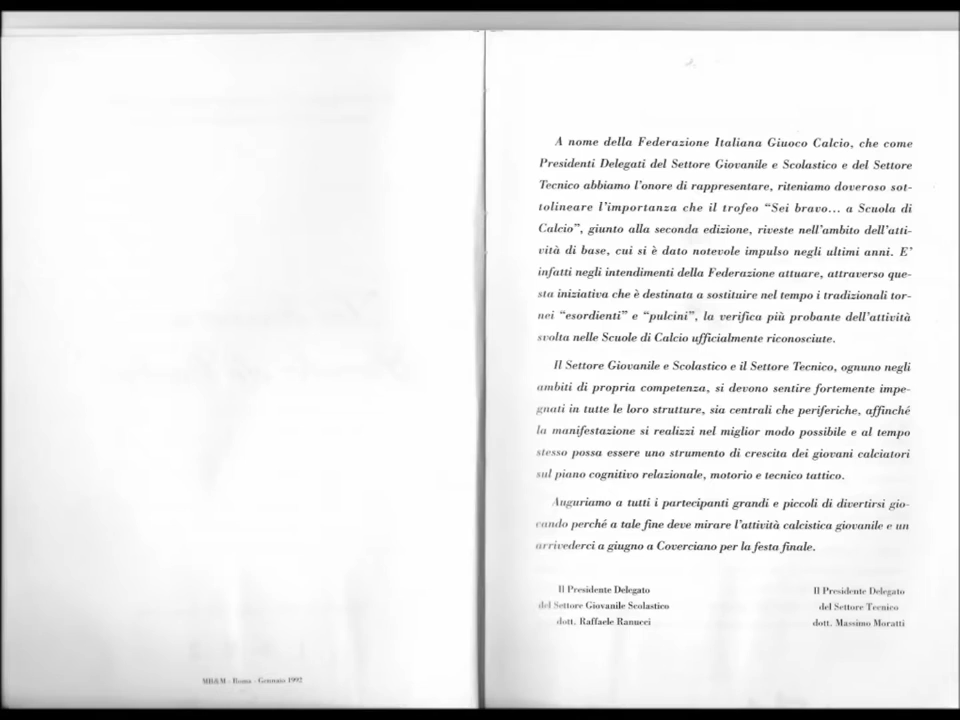 MB&M - Roma - Gennaio 1992
A nome della Federazione Italiana Giuoco Calcio, che come
Presidenti Delegati del Settore Giovanile e Scolastico e del Settore
Tecnico abbiamo l'onore di rappresentare, riteniamo doveroso sot-
tolineare l'importanza che il trofeo “Sei bravo... a Scuola di
Calcio”, giunto alla seconda edizione, riveste nell'ambito dell'atti-
vità di base, cui si è dato notevole impulso negli ultimi anni. E'
infatti negli intendimenti della Federazione attuare, attraverso que-
sta iniziativa che è destinata a sostituire nel tempo i tradizionali tor-
nei “esordienti” e “pulcini”, la verifica più probante dell'attività
svolta nelle Scuole di Calcio ufficialmente riconosciute.
Il Settore Giovanile e Scolastico e il Settore Tecnico, ognuno negli
ambiti di propria competenza, si devono sentire fortemente impe-
gnati in tutte le loro strutture, sia centrali che periferiche, affinché
la manifestazione si realizzi nel miglior modo possibile e al tempo
stesso possa essere uno strumento di crescita dei giovani calciatori
sul piano cognitivo relazionale, motorio e tecnico tattico.
Auguriamo a tutti i partecipanti grandi e piccoli di divertirsi gio-
cando perché a tale fine deve mirare l'attività calcistica giovanile e un
arrivederci a giugno a Coverciano per la festa finale.
Il Presidente Delegato
del Settore Giovanile Scolastico
dott. Raffaele Ranucci
Il Presidente Delegato
del Settore Tecnico
dott. Massimo Moratti